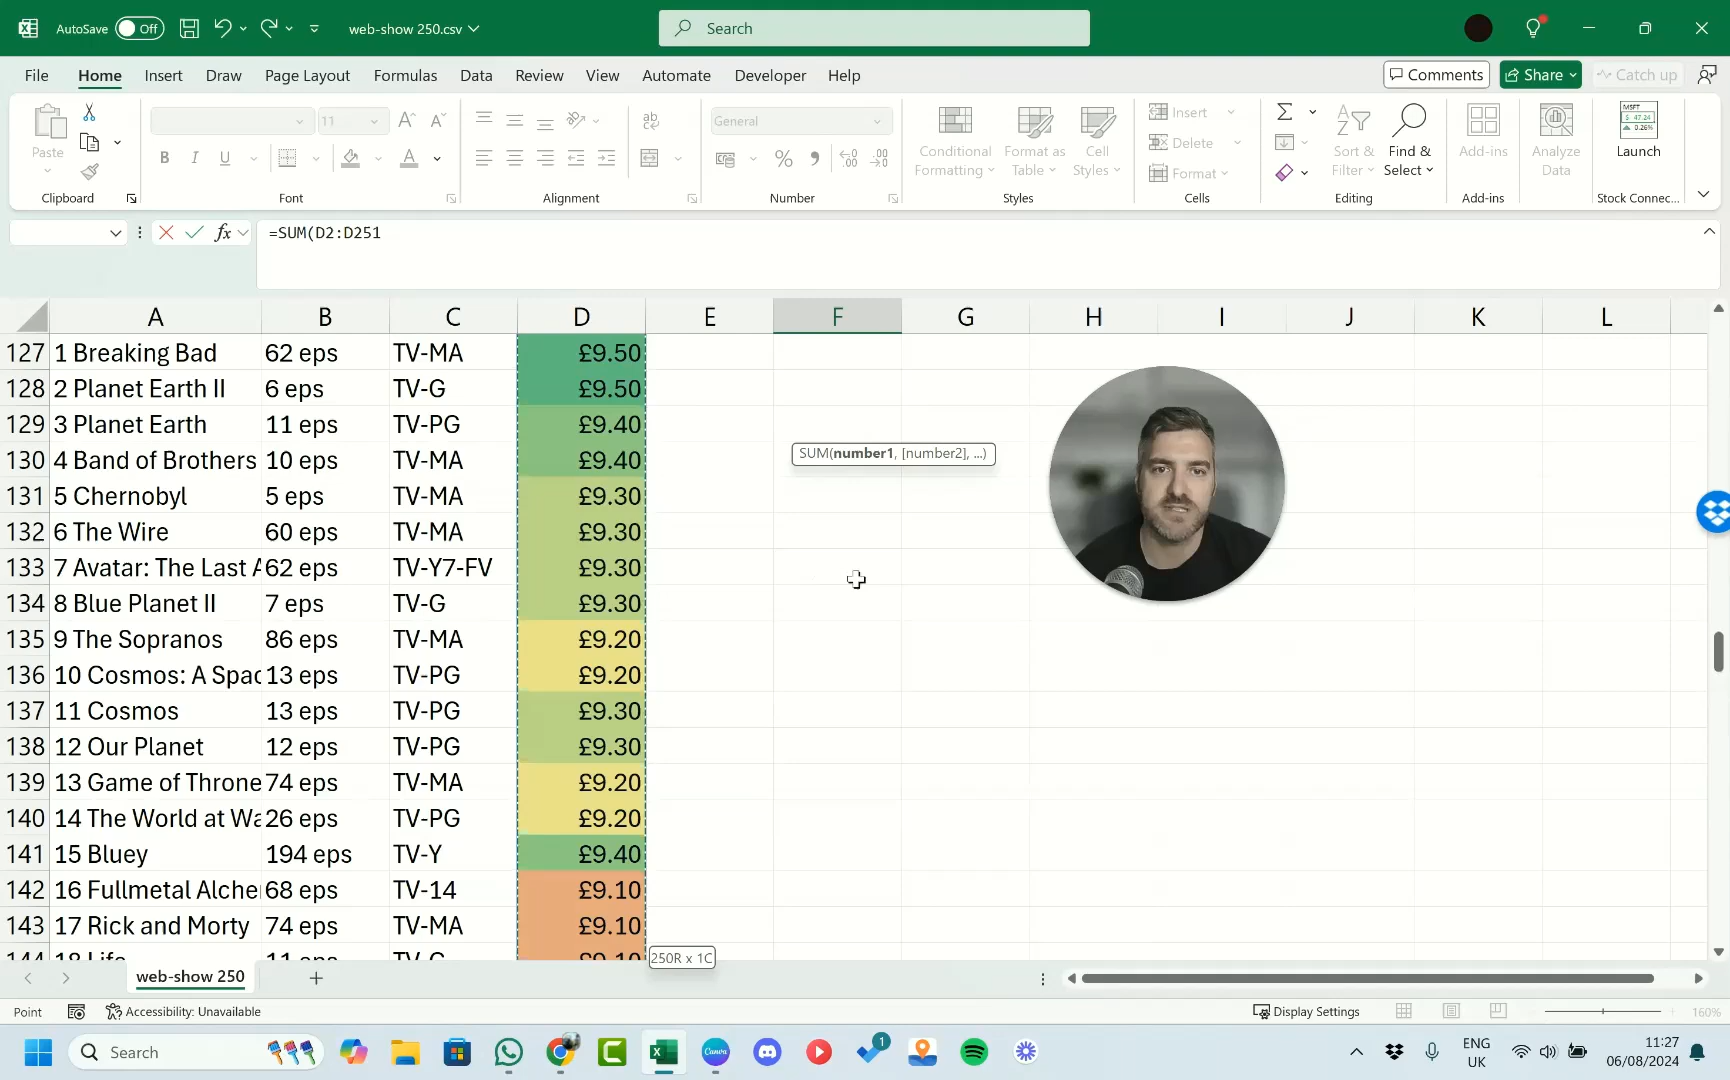 AutoSave Off web-show 250.csv Search
File Home Insert Draw Page Layout Formulas Data Review View Automate Developer Help Comments Share Catch up
Paste 11 General Conditional Formatting Format as Table Cell Styles Insert Delete Format Sort & Filter Find & Select Add-ins Analyze Data MSFT $ 47.24 0.26% Launch
Clipboard Font Alignment Number Styles Cells Editing Add-ins Stock Connec...
=SUM(D2:D251
A B C D E F G H I J K L
127 1 Breaking Bad 62 eps TV-MA £9.50
128 2 Planet Earth II 6 eps TV-G £9.50
129 3 Planet Earth 11 eps TV-PG £9.40
SUM(number1, [number2], ...)
130 4 Band of Brothers 10 eps TV-MA £9.40
131 5 Chernobyl 5 eps TV-MA £9.30
132 6 The Wire 60 eps TV-MA £9.30
133 7 Avatar: The Last A 62 eps TV-Y7-FV £9.30
134 8 Blue Planet II 7 eps TV-G £9.30
135 9 The Sopranos 86 eps TV-MA £9.20
136 10 Cosmos: A Spac 13 eps TV-PG £9.20
137 11 Cosmos 13 eps TV-PG £9.30
138 12 Our Planet 12 eps TV-PG £9.30
139 13 Game of Throne 74 eps TV-MA £9.20
140 14 The World at Wa 26 eps TV-PG £9.20
141 15 Bluey 194 eps TV-Y £9.40
142 16 Fullmetal Alche 68 eps TV-14 £9.10
143 17 Rick and Morty 74 eps TV-MA £9.10
144 18 Life 11 eps TV-G £9.10
250R x 1C
web-show 250
Point Accessibility: Unavailable Display Settings 160%
Search Canva 1 ENG UK 11:27 06/08/2024